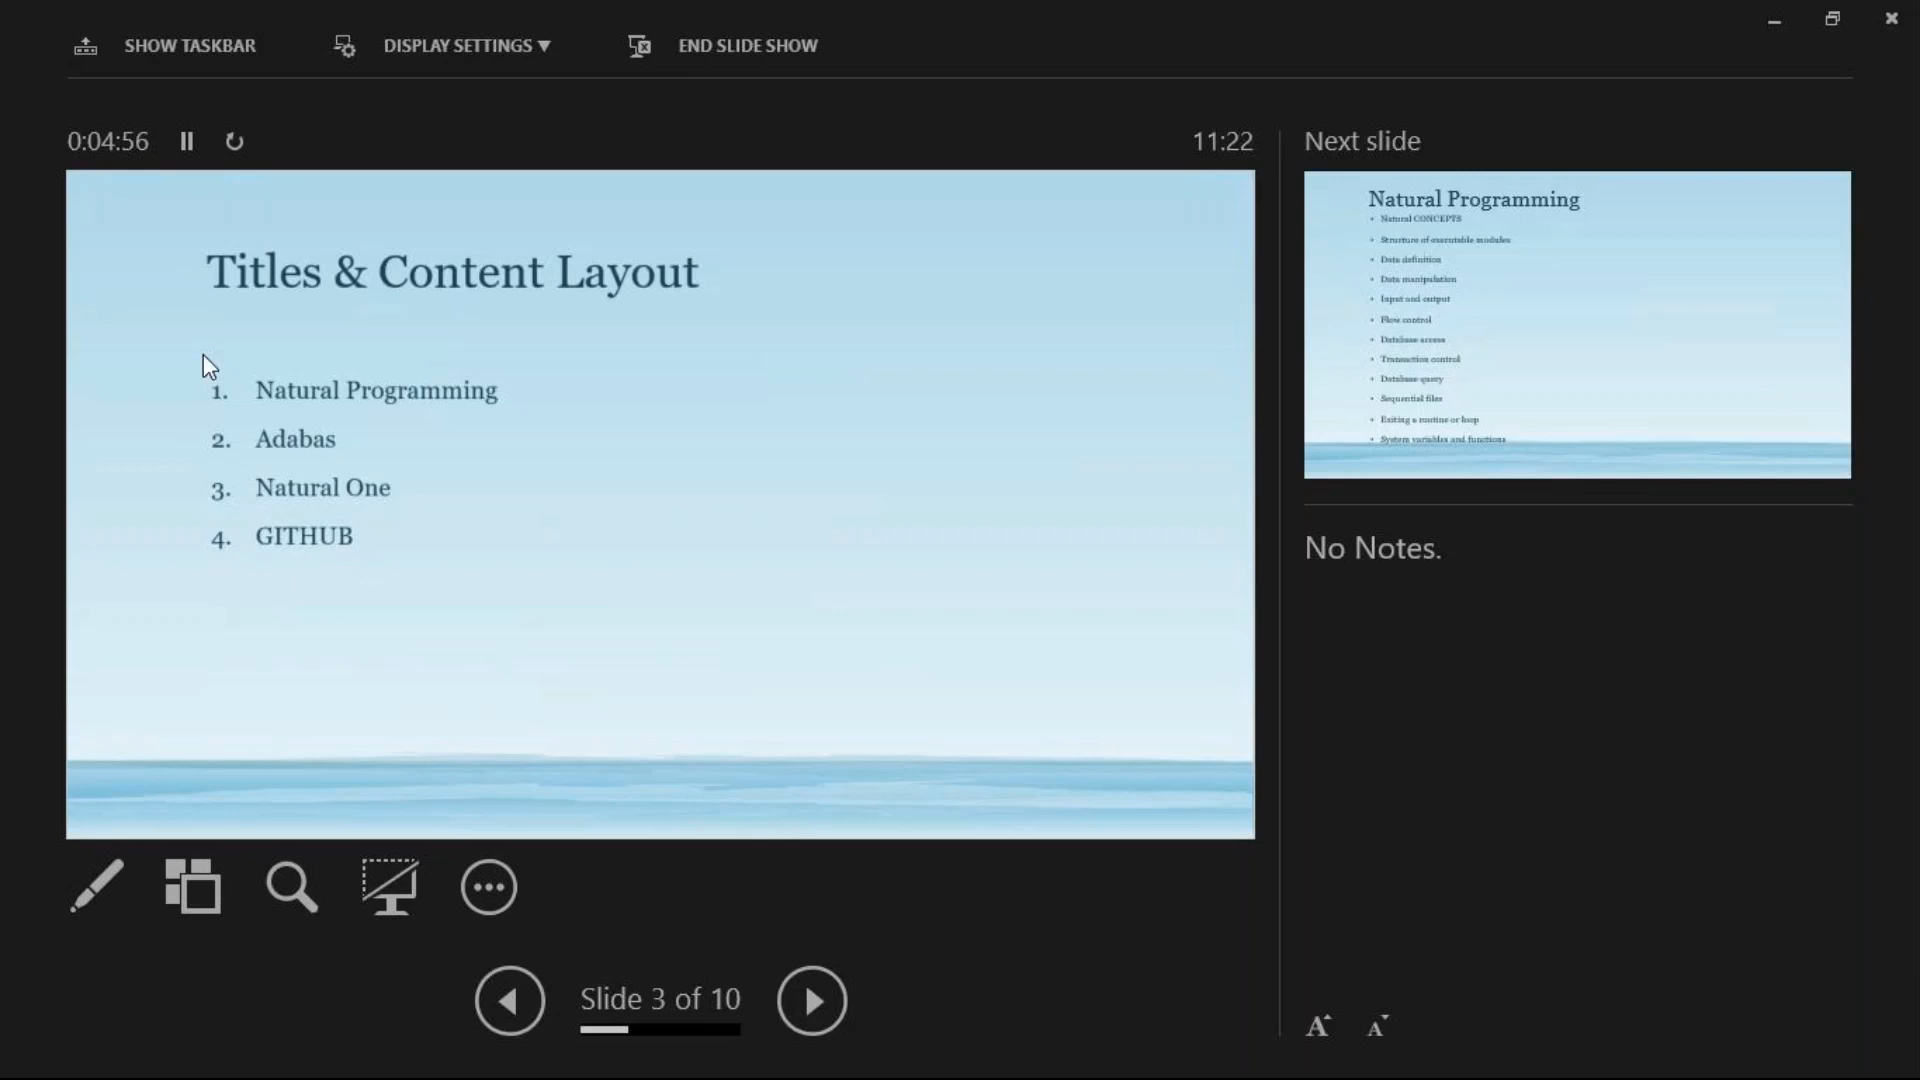 SHOW TASKBAR
DISPLAY SETTINGS ▼
END SLIDE SHOW
0:04:56
11:22
Titles & Content Layout
1. Natural Programming
2. Adabas
3. Natural One
4. GITHUB
Slide 3 of 10
Next slide
Natural Programming
• Natural CONCEPTS
• Structure of executable modules
• Data definition
• Data manipulation
• Input and output
• Flow control
• Database access
• Transaction control
• Database query
• Sequential files
• Exiting a routine or loop
• System variables and functions
No Notes.
A A